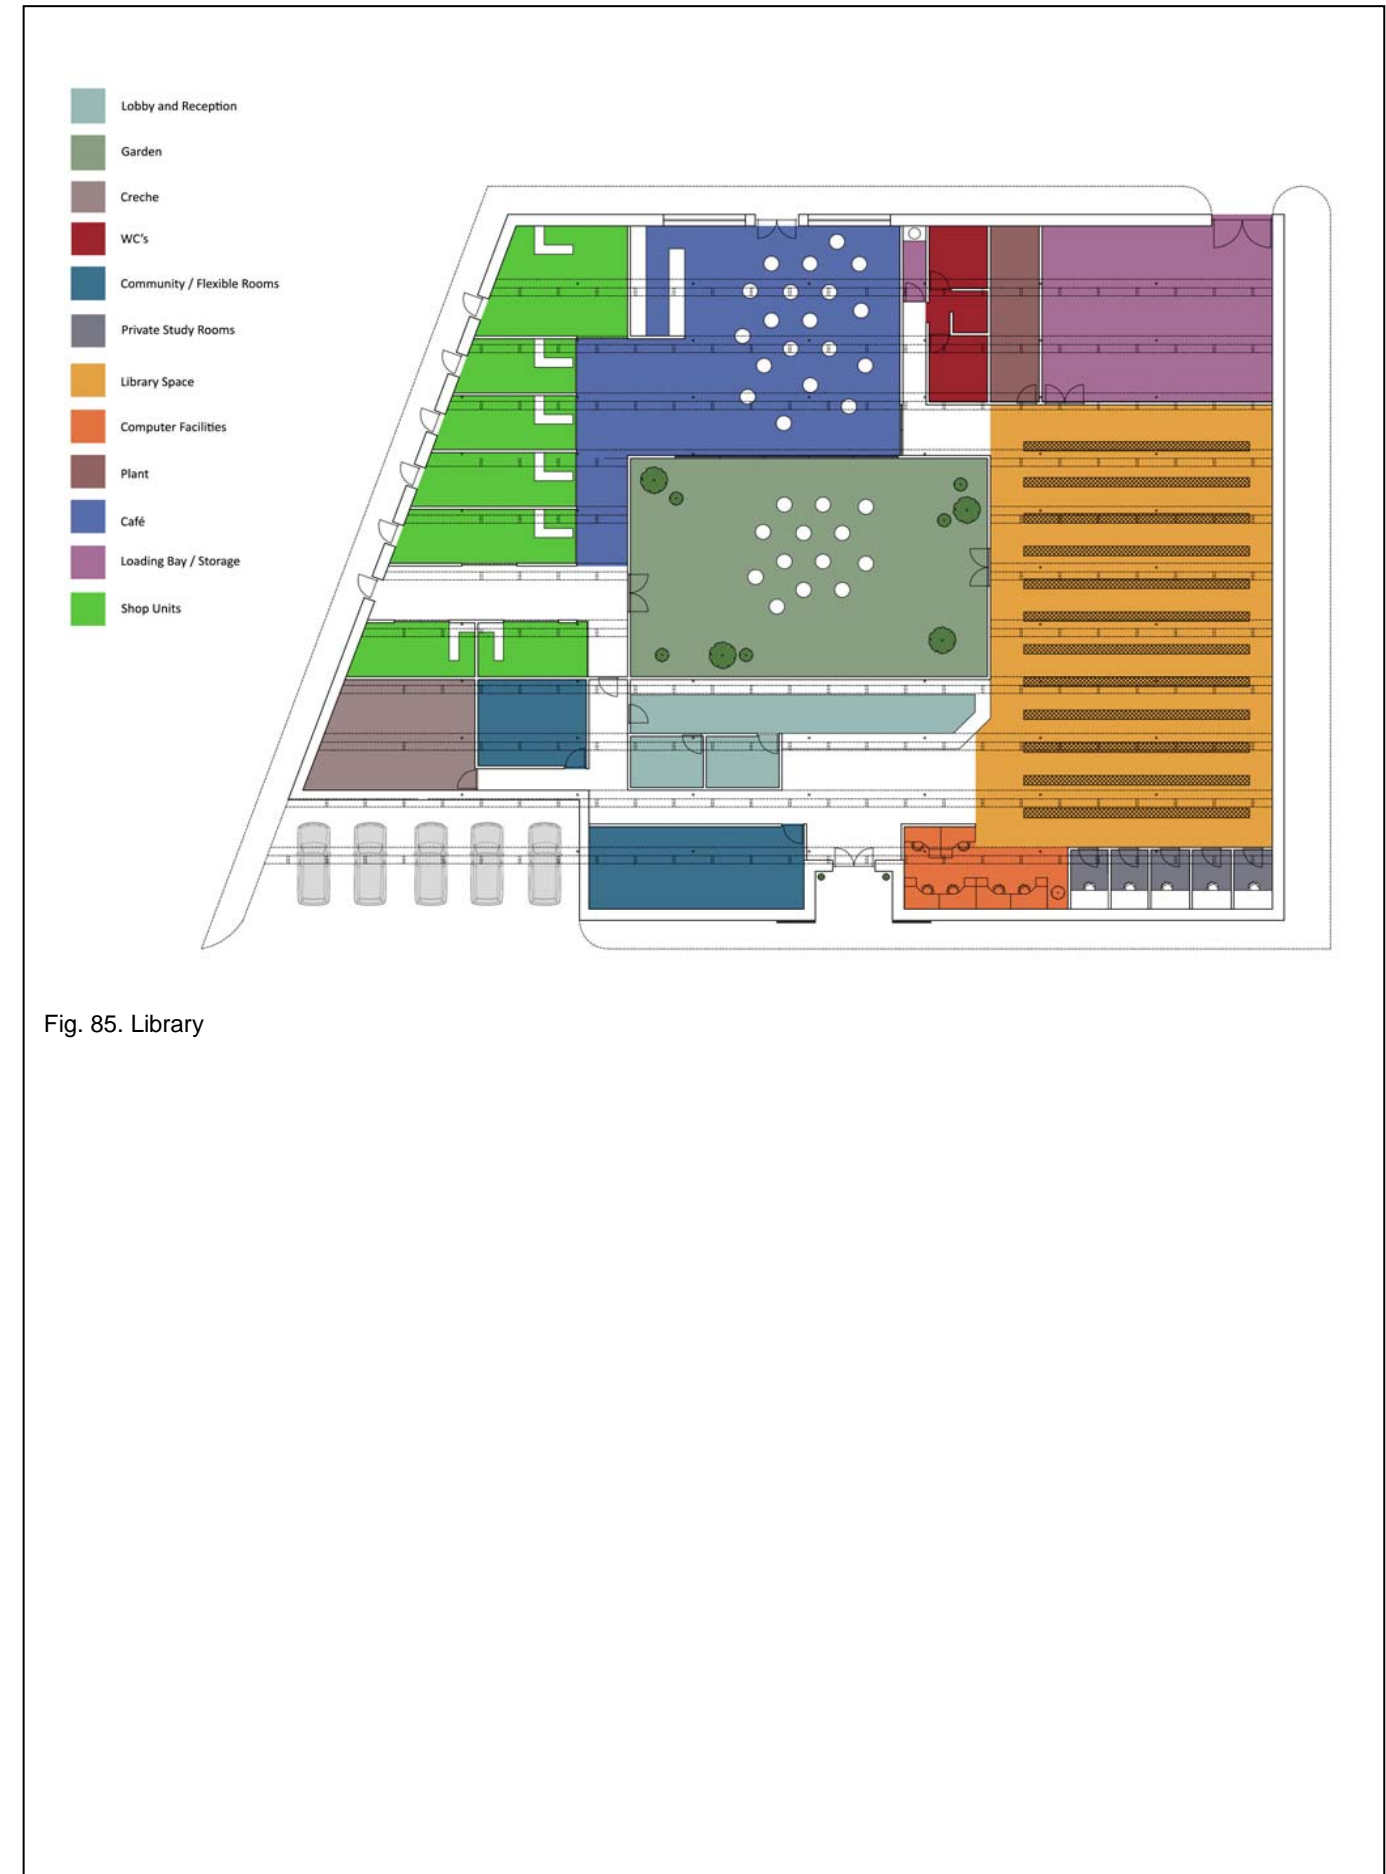 Lobby and Reception
Garden
Creche
WC's
Community / Flexible Rooms
Private Study Rooms
Library Space
Computer Facilities
Plant
Café
Loading Bay / Storage
Shop Units
Fig. 85. Library